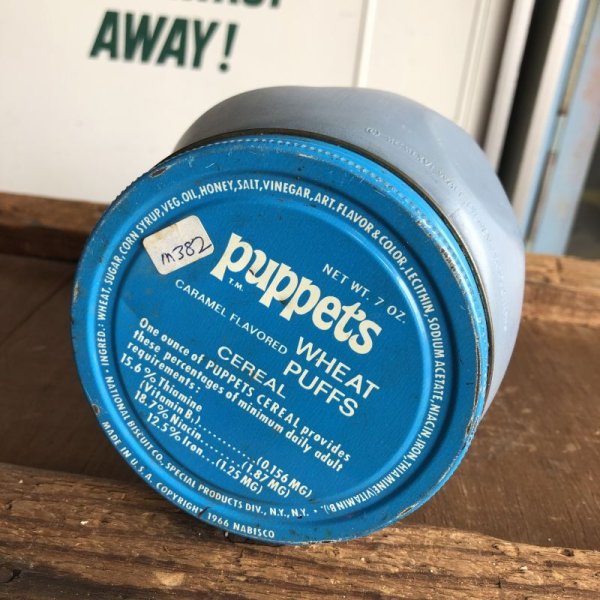 AWAY!
m382
puppets
T.M.
NET WT. 7 OZ.
CARAMEL FLAVORED
WHEAT
PUFFS
CEREAL
One ounce of PUPPETS CEREAL provides
these percentages of minimum daily adult
requirements:
15.6% Thiamine
(Vitamin B₁)..........(0.156 MG)
18.7% Niacin........(1.87 MG)
12.5% Iron....(1.25 MG)
• INGRED.: WHEAT, SUGAR, CORN SYRUP, VEG. OIL, HONEY, SALT, VINEGAR, ART. FLAVOR & COLOR, LECITHIN, SODIUM ACETATE, NIACIN, IRON, THIAMINE (VITAMIN B₁).
• NATIONAL BISCUIT CO., SPECIAL PRODUCTS DIV., N.Y., N.Y. •
MADE IN U.S.A. COPYRIGHT 1966 NABISCO